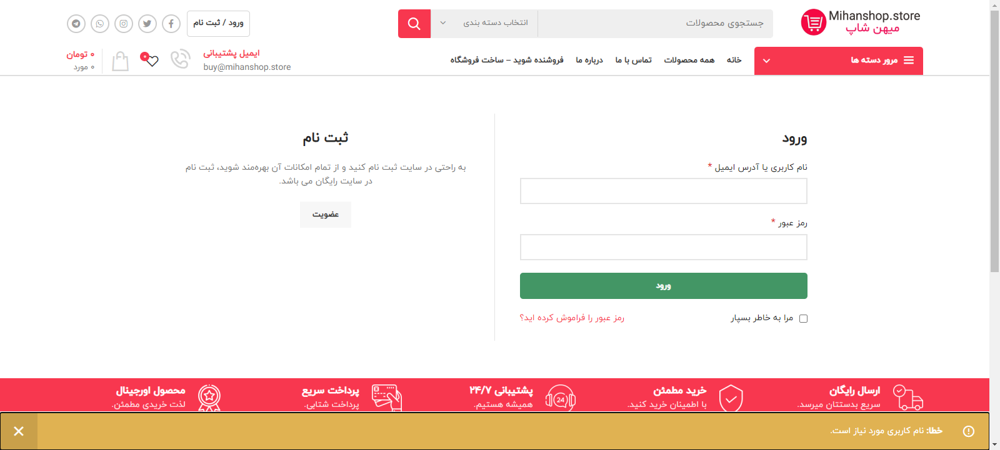 Mihanshop.store
میهن شاپ
جستجوی محصولات
انتخاب دسته بندی
ورود / ثبت نام
مرور دسته ها
خانه
همه محصولات
تماس با ما
درباره ما
فروشنده شوید – ساخت فروشگاه
ایمیل پشتیبانی
buy@mihanshop.store
۰
۰ تومان
۰ مورد
ورود
نام کاربری یا آدرس ایمیل *
رمز عبور *
ورود
مرا به خاطر بسپار
رمز عبور را فراموش کرده اید؟
ثبت نام
به راحتی در سایت ثبت نام کنید و از تمام امکانات آن بهره‌مند شوید، ثبت نام
در سایت رایگان می باشد.
عضویت
ارسال رایگان
سریع بدستتان میرسد.
خرید مطمئن
با اطمینان خرید کنید.
24
پشتیبانی ۲۴/۷
همیشه هستیم.
پرداخت سریع
پرداخت شتابی.
محصول اورجینال
لذت خریدی مطمئن.
خطا: نام کاربری مورد نیاز است.